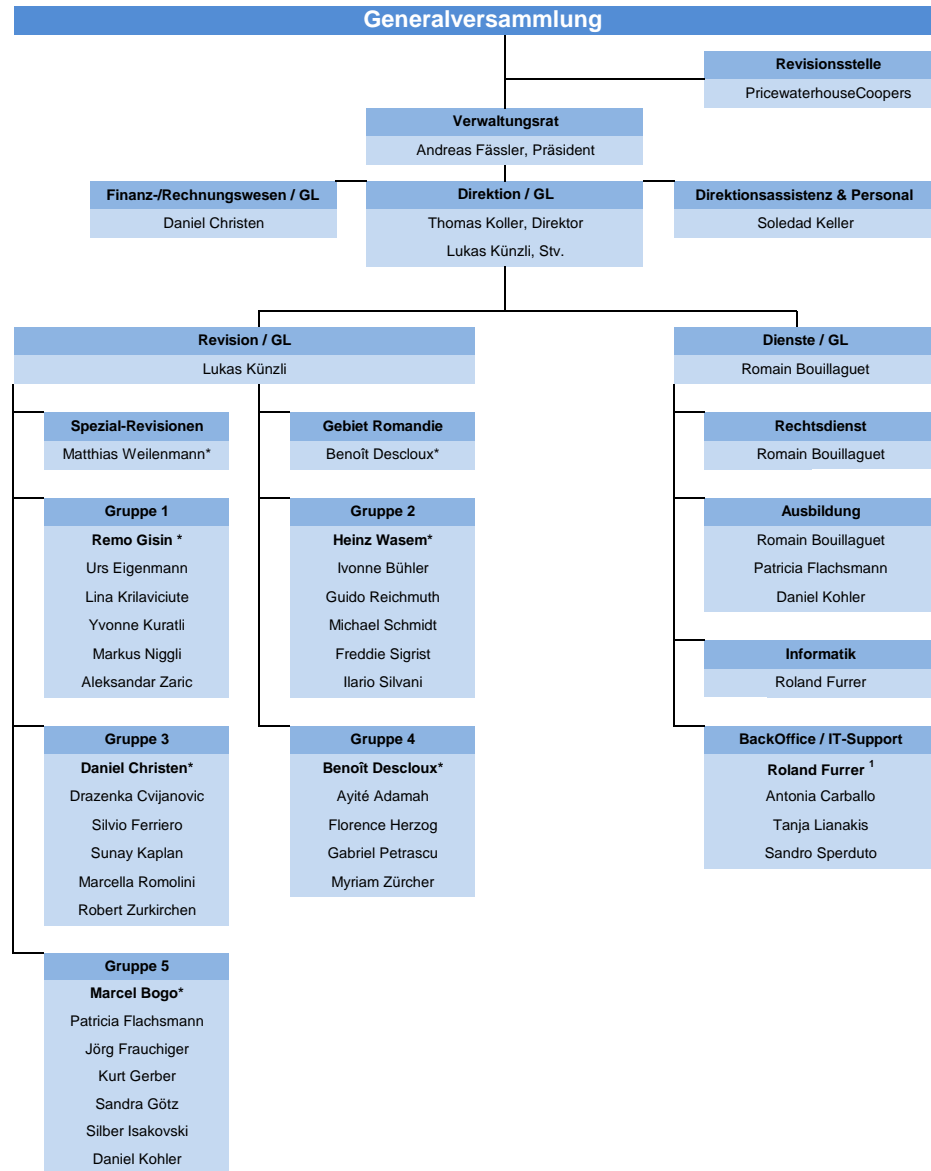 Generalversammlung
Revisionsstelle
PricewaterhouseCoopers
Verwaltungsrat
Andreas Fässler, Präsident
Finanz-/Rechnungswesen / GL
Daniel Christen
Direktion / GL
Thomas Koller, Direktor
Lukas Künzli, Stv.
Direktionsassistenz & Personal
Soledad Keller
Revision / GL
Lukas Künzli
Dienste / GL
Romain Bouillaguet
Spezial-Revisionen
Matthias Weilenmann*
Gebiet Romandie
Benoît Descloux*
Rechtsdienst
Romain Bouillaguet
Gruppe 1
Remo Gisin *
Urs Eigenmann
Lina Krilaviciute
Yvonne Kuratli
Markus Niggli
Aleksandar Zaric
Gruppe 2
Heinz Wasem*
Ivonne Bühler
Guido Reichmuth
Michael Schmidt
Freddie Sigrist
Ilario Silvani
Ausbildung
Romain Bouillaguet
Patricia Flachsmann
Daniel Kohler
Informatik
Roland Furrer
Gruppe 3
Daniel Christen*
Drazenka Cvijanovic
Silvio Ferriero
Sunay Kaplan
Marcella Romolini
Robert Zurkirchen
Gruppe 4
Benoît Descloux*
Ayité Adamah
Florence Herzog
Gabriel Petrascu
Myriam Zürcher
BackOffice / IT-Support
Roland Furrer ¹
Antonia Carballo
Tanja Lianakis
Sandro Sperduto
Gruppe 5
Marcel Bogo*
Patricia Flachsmann
Jörg Frauchiger
Kurt Gerber
Sandra Götz
Silber Isakovski
Daniel Kohler